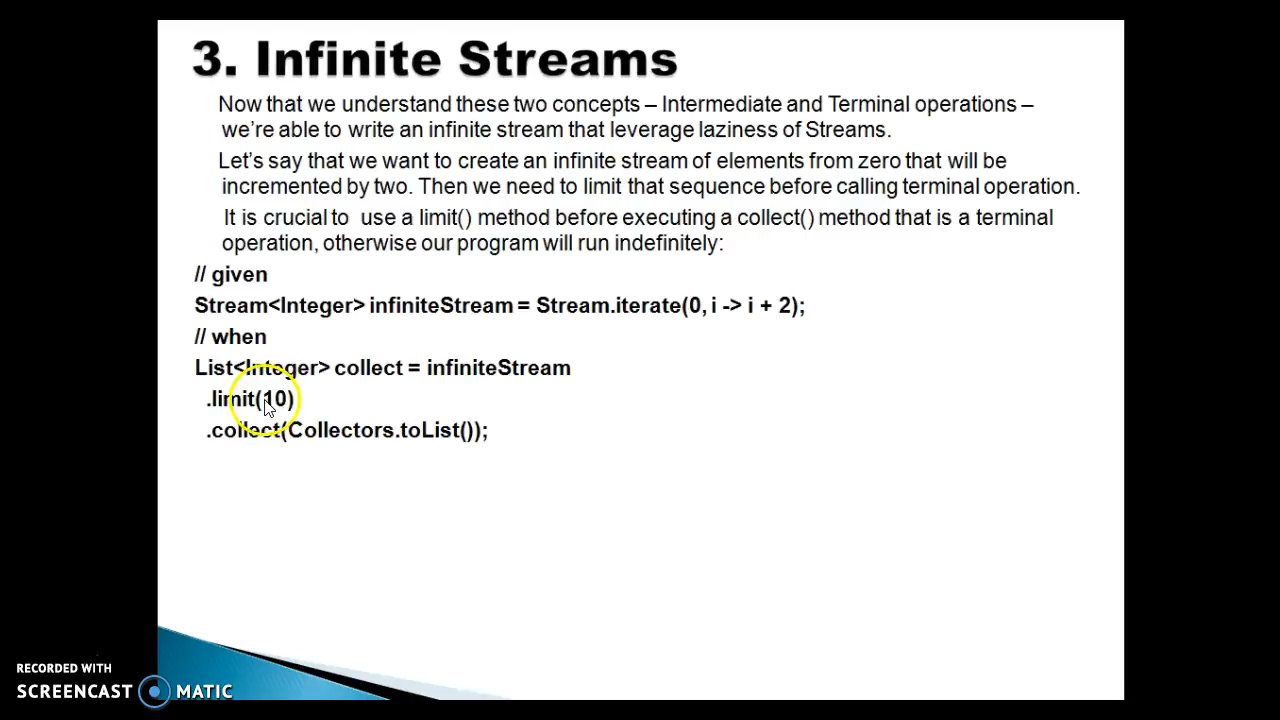 3. Infinite Streams
Now that we understand these two concepts – Intermediate and Terminal operations –
we're able to write an infinite stream that leverage laziness of Streams.
Let's say that we want to create an infinite stream of elements from zero that will be
incremented by two. Then we need to limit that sequence before calling terminal operation.
It is crucial to use a limit() method before executing a collect() method that is a terminal
operation, otherwise our program will run indefinitely:
// given
Stream<Integer> infiniteStream = Stream.iterate(0, i -> i + 2);
// when
List<Integer> collect = infiniteStream
.limit(10)
.collect(Collectors.toList());
RECORDED WITH
SCREENCAST MATIC